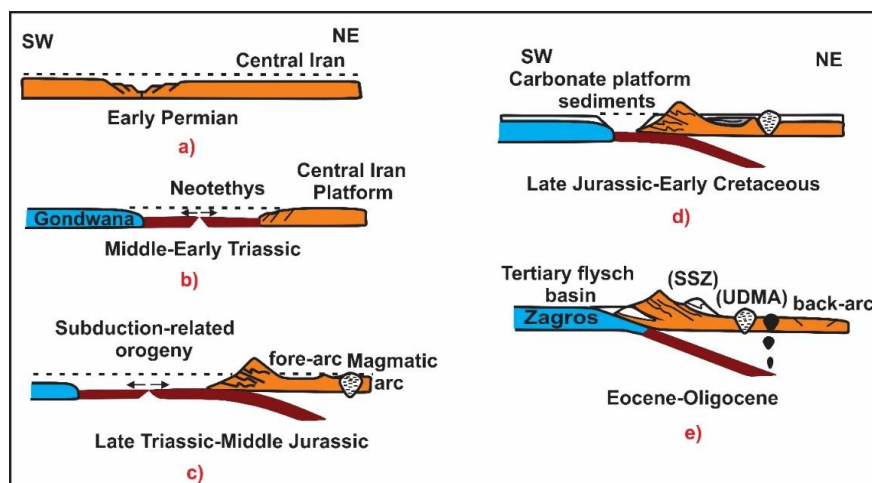 SW
NE
Central Iran
Early Permian
a)
Neotethys
Central Iran
Platform
Gondwana
Middle-Early Triassic
b)
Subduction-related
orogeny
fore-arc Magmatic
arc
Late Triassic-Middle Jurassic
c)
SW
NE
Carbonate platform
sediments
Late Jurassic-Early Cretaceous
d)
Tertiary flysch
basin
(SSZ)
(UDMA)
back-arc
Zagros
Eocene-Oligocene
e)